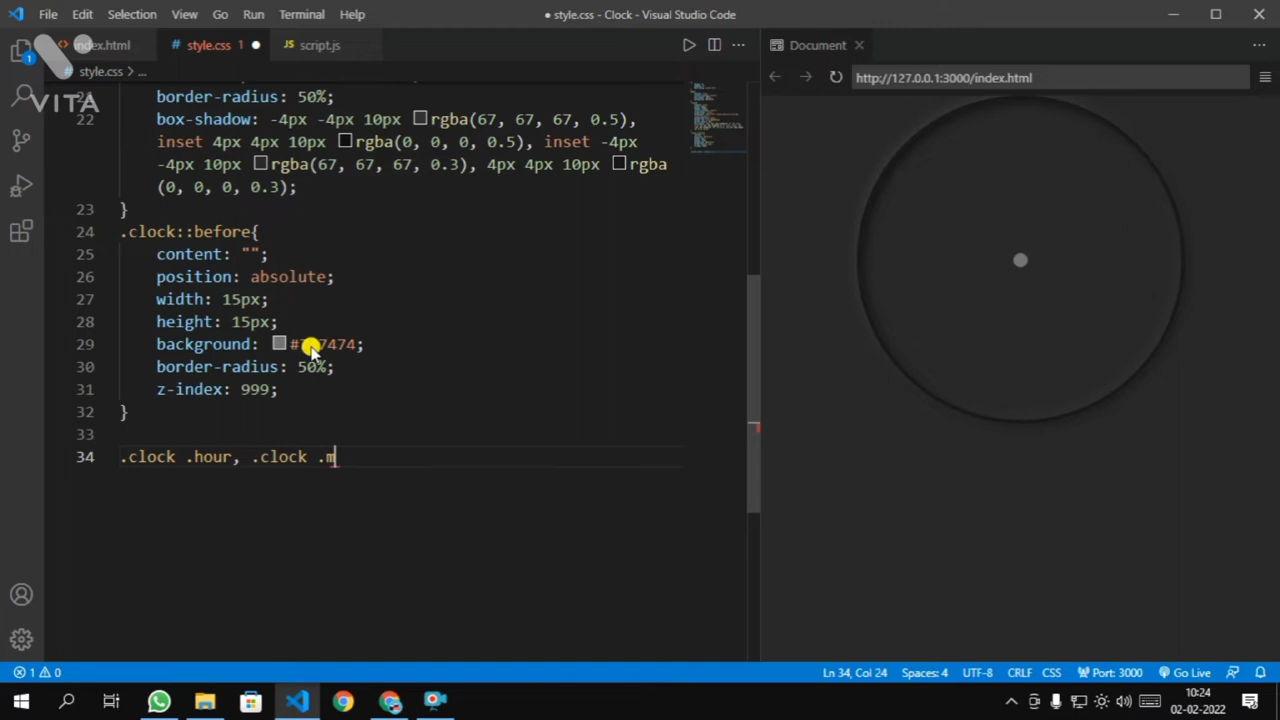 File Edit Selection View Go Run Terminal Help
● style.css - Clock - Visual Studio Code
index.html
style.css 1 ●
script.js
Document
style.css > ...
http://127.0.0.1:3000/index.html
VITA
border-radius: 50%;
22 box-shadow: -4px -4px 10px rgba(67, 67, 67, 0.5),
inset 4px 4px 10px rgba(0, 0, 0, 0.5), inset -4px
-4px 10px rgba(67, 67, 67, 0.3), 4px 4px 10px rgba
(0, 0, 0, 0.3);
23 }
24 .clock::before{
25 content: "";
26 position: absolute;
27 width: 15px;
28 height: 15px;
29 background:
30 border-radius: 50%;
31 z-index: 999;
32 }
33
34 .clock .hour, .clock .m
1 0
Ln 34, Col 24 Spaces: 4 UTF-8 CRLF CSS Port: 3000 Go Live
10:24
02-02-2022